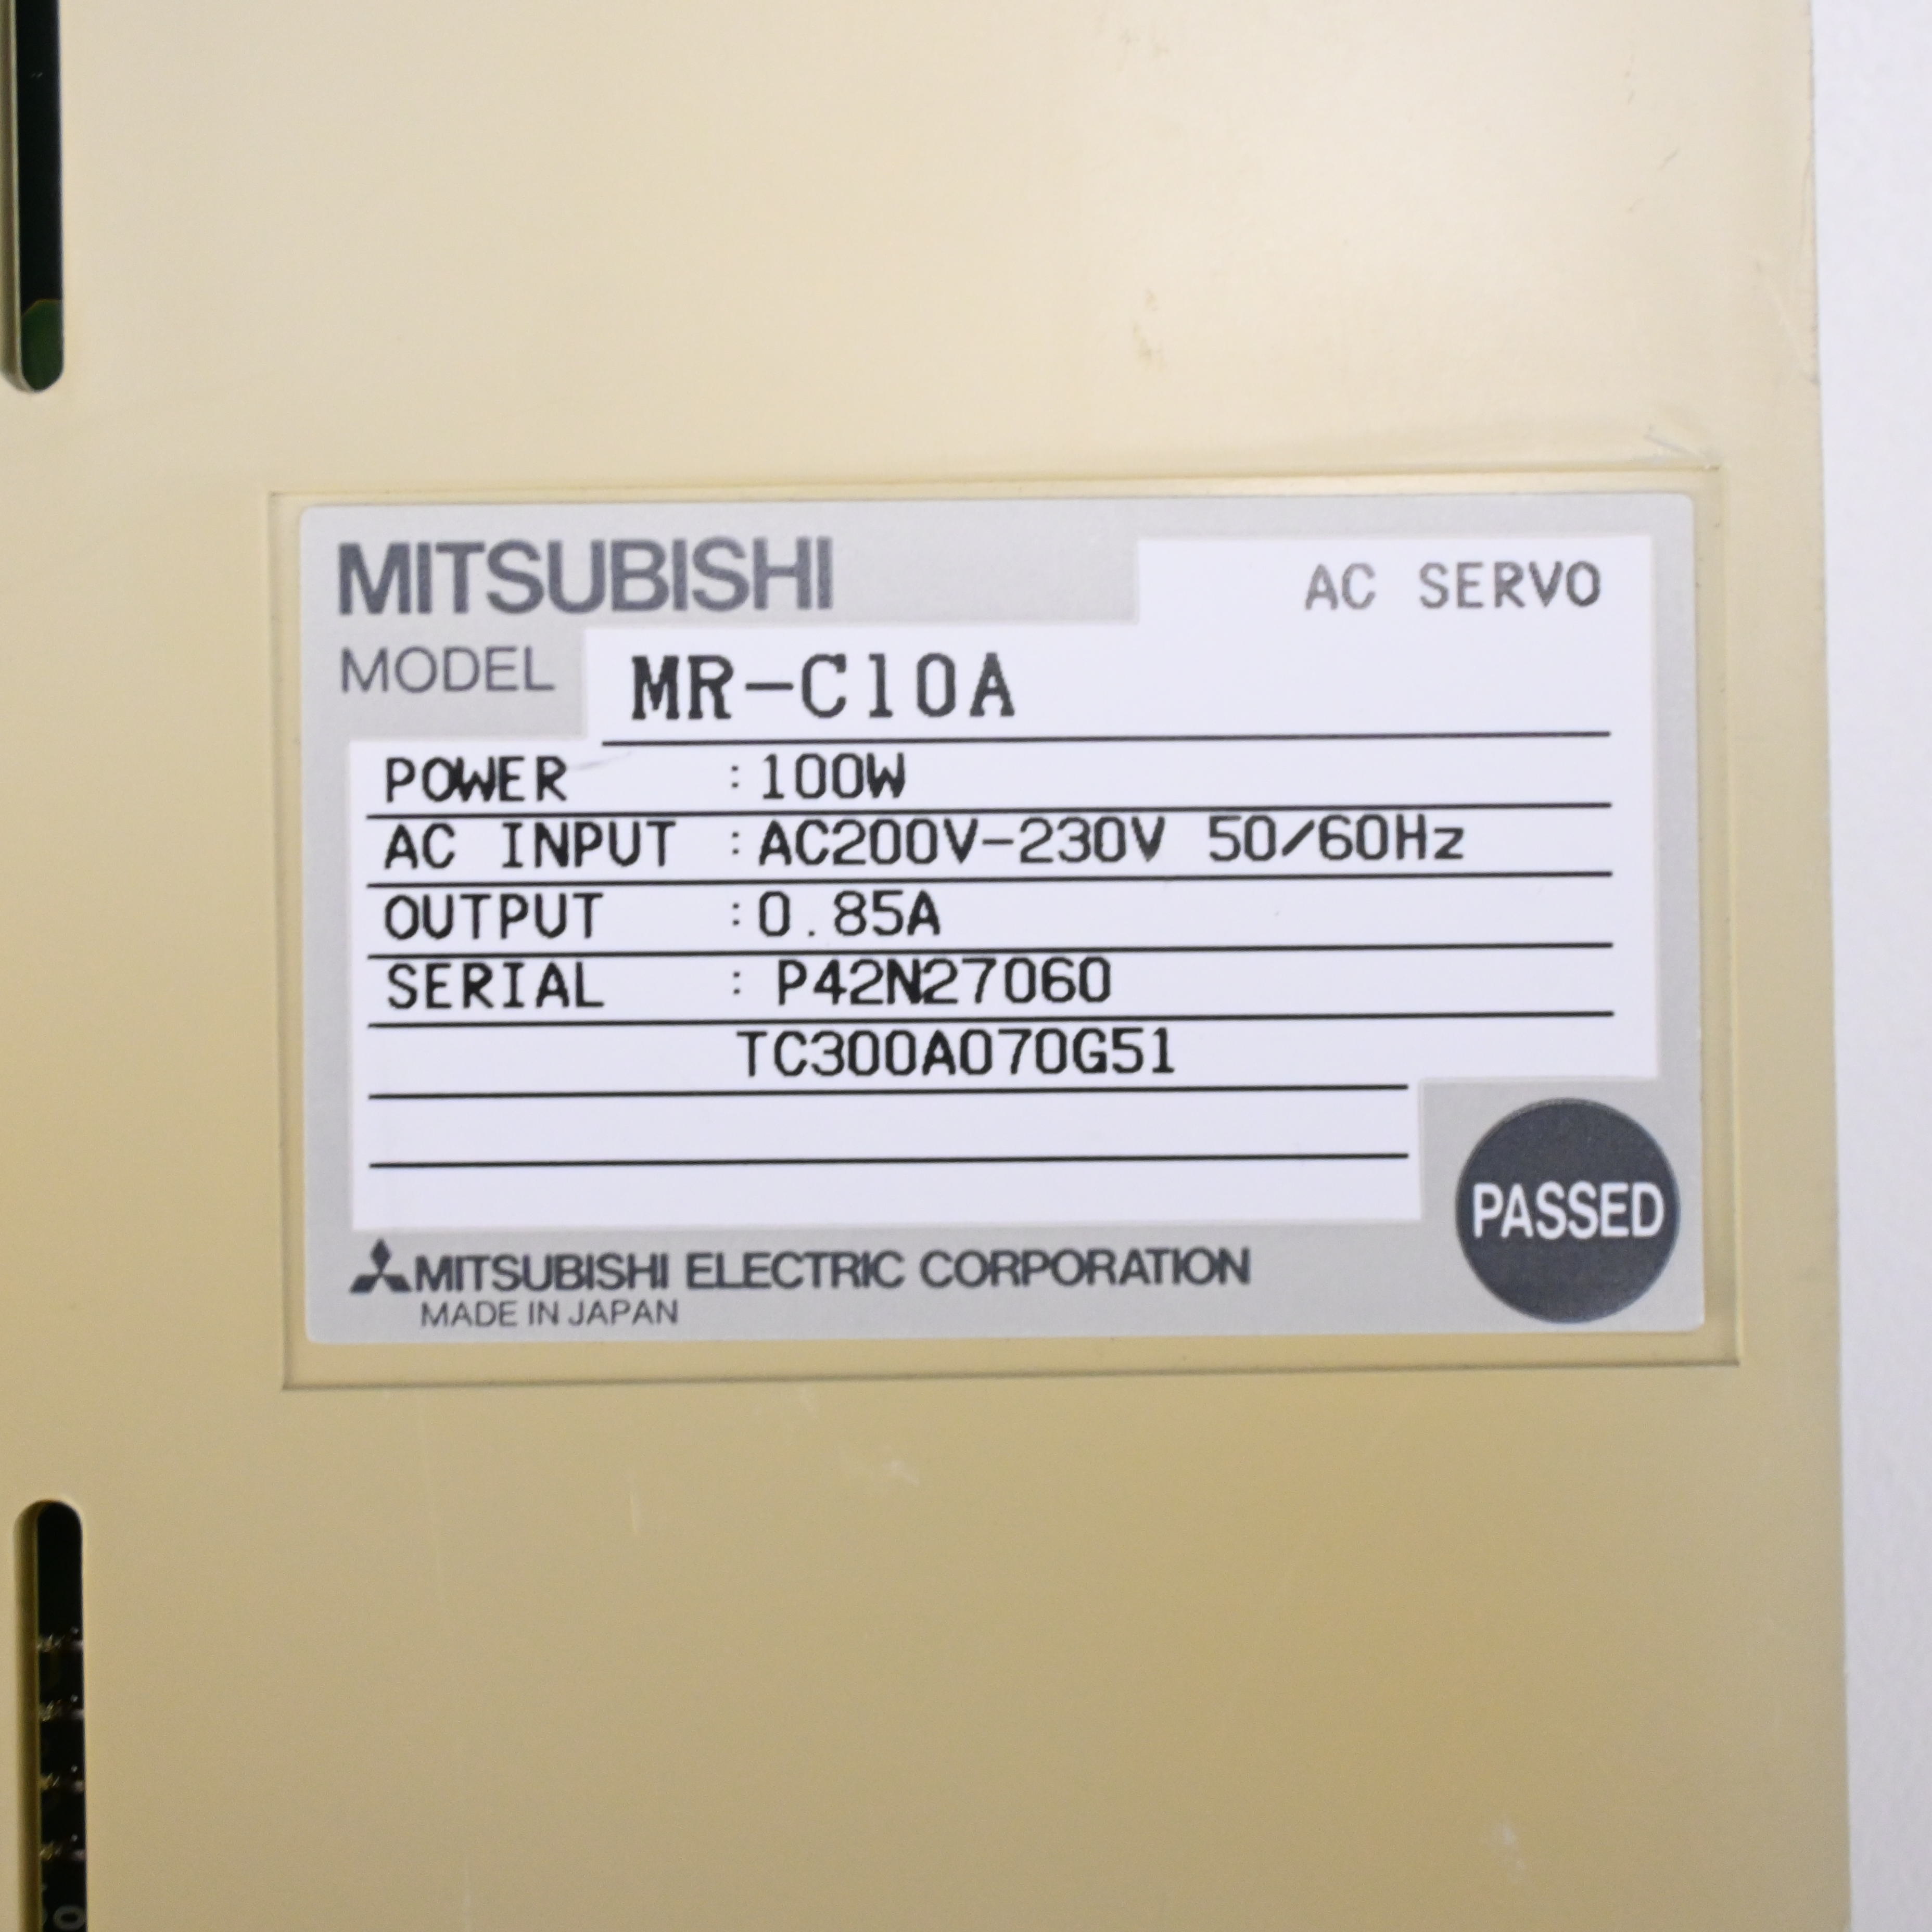 MITSUBISHI
AC SERVO
MODEL MR-C10A
POWER : 100W
AC INPUT : AC200V-230V 50/60Hz
OUTPUT : 0.85A
SERIAL : P42N27060
TC300A070G51
PASSED
MITSUBISHI ELECTRIC CORPORATION
MADE IN JAPAN